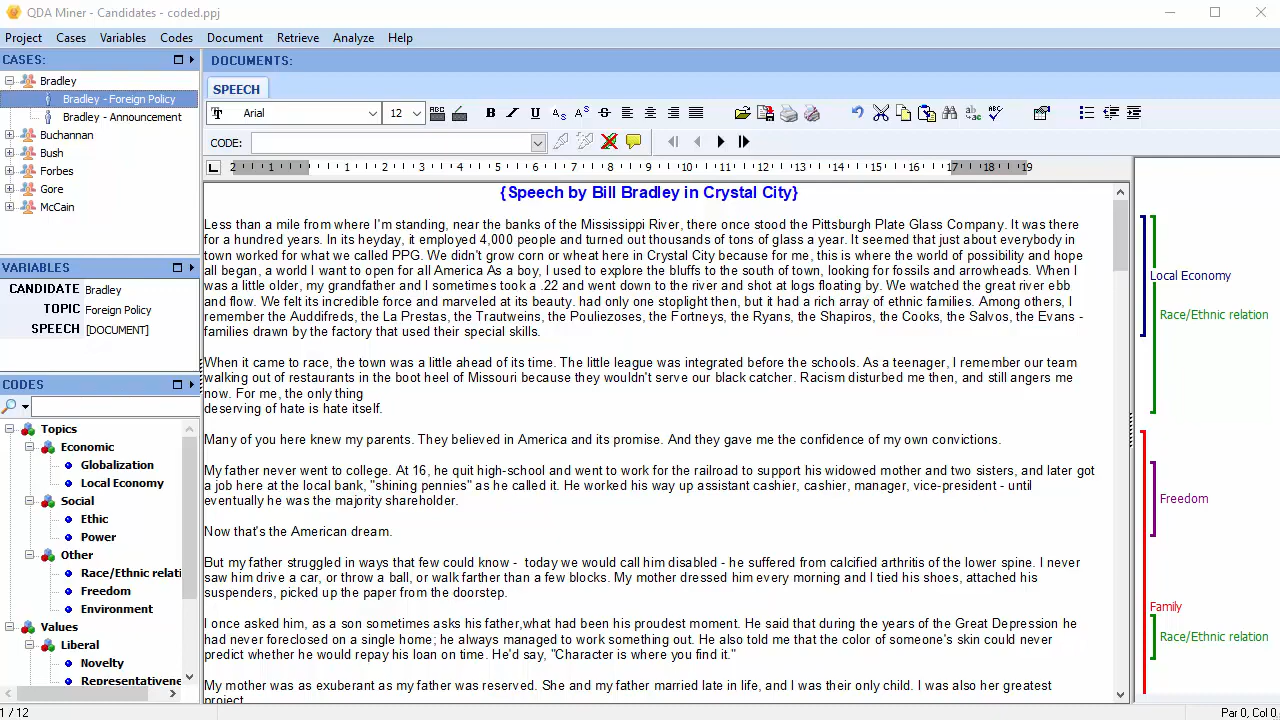 QDA Miner - Candidates - coded.ppj
Project Cases Variables Codes Document Retrieve Analyze Help
CASES:
Bradley
Bradley - Foreign Policy
Bradley - Announcement
Buchannan
Bush
Forbes
Gore
McCain
VARIABLES
CANDIDATE Bradley
TOPIC Foreign Policy
SPEECH [DOCUMENT]
CODES
Topics
Economic
Globalization
Local Economy
Social
Ethic
Power
Other
Race/Ethnic relati
Freedom
Environment
Values
Liberal
Novelty
Representativene
1 / 12
DOCUMENTS:
SPEECH
Arial 12
CODE:
2 1 1 2 3 4 5 6 7 8 9 10 11 12 13 14 15 16 17 18 19
{Speech by Bill Bradley in Crystal City}
Less than a mile from where I'm standing, near the banks of the Mississippi River, there once stood the Pittsburgh Plate Glass Company. It was there
for a hundred years. In its heyday, it employed 4,000 people and turned out thousands of tons of glass a year. It seemed that just about everybody in
town worked for what we called PPG. We didn't grow corn or wheat here in Crystal City because for me, this is where the world of possibility and hope
all began, a world I want to open for all America As a boy, I used to explore the bluffs to the south of town, looking for fossils and arrowheads. When I
was a little older, my grandfather and I sometimes took a .22 and went down to the river and shot at logs floating by. We watched the great river ebb
and flow. We felt its incredible force and marveled at its beauty. had only one stoplight then, but it had a rich array of ethnic families. Among others, I
remember the Auddifreds, the La Prestas, the Trautweins, the Pouliezoses, the Fortneys, the Ryans, the Shapiros, the Cooks, the Salvos, the Evans -
families drawn by the factory that used their special skills.
When it came to race, the town was a little ahead of its time. The little league was integrated before the schools. As a teenager, I remember our team
walking out of restaurants in the boot heel of Missouri because they wouldn't serve our black catcher. Racism disturbed me then, and still angers me
now. For me, the only thing
deserving of hate is hate itself.
Many of you here knew my parents. They believed in America and its promise. And they gave me the confidence of my own convictions.
My father never went to college. At 16, he quit high-school and went to work for the railroad to support his widowed mother and two sisters, and later got
a job here at the local bank, "shining pennies" as he called it. He worked his way up assistant cashier, cashier, manager, vice-president - until
eventually he was the majority shareholder.
Now that's the American dream.
But my father struggled in ways that few could know - today we would call him disabled - he suffered from calcified arthritis of the lower spine. I never
saw him drive a car, or throw a ball, or walk farther than a few blocks. My mother dressed him every morning and I tied his shoes, attached his
suspenders, picked up the paper from the doorstep.
I once asked him, as a son sometimes asks his father,what had been his proudest moment. He said that during the years of the Great Depression he
had never foreclosed on a single home; he always managed to work something out. He also told me that the color of someone's skin could never
predict whether he would repay his loan on time. He'd say, "Character is where you find it."
My mother was as exuberant as my father was reserved. She and my father married late in life, and I was their only child. I was also her greatest
project.
Local Economy
Race/Ethnic relation
Freedom
Family
Race/Ethnic relation
Par 0, Col 0